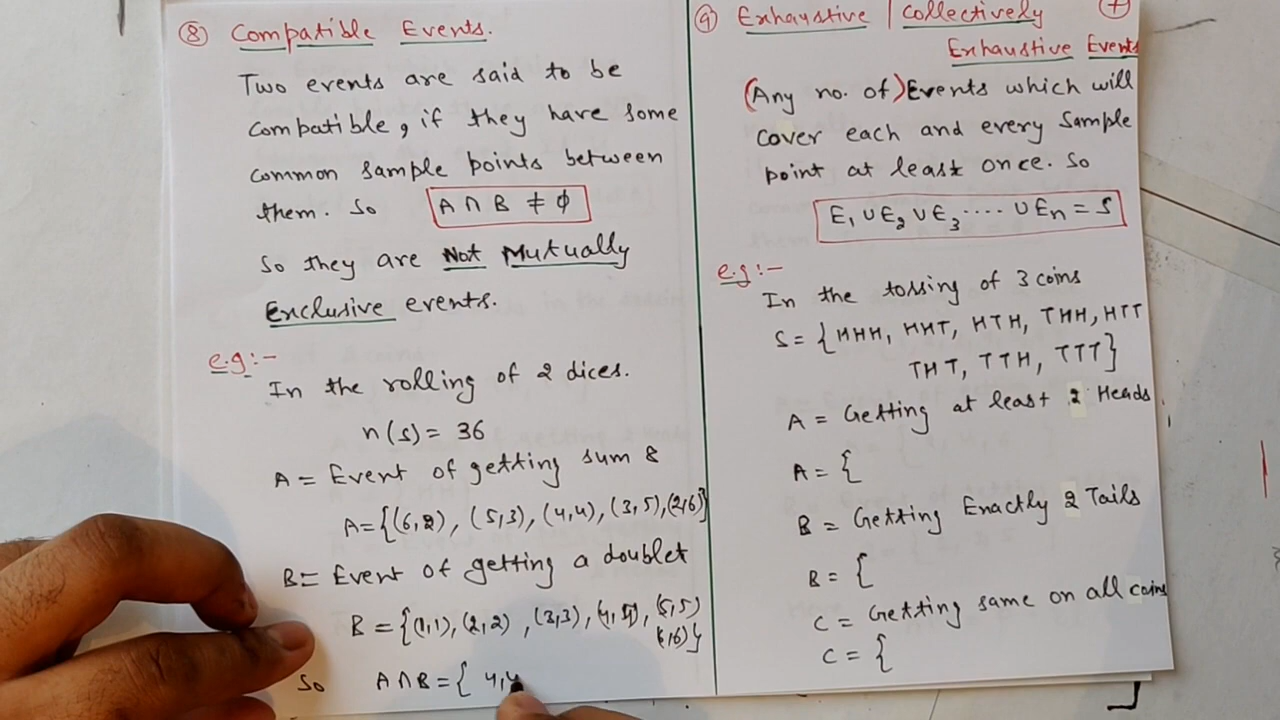 ⑧ Compatible Events.
Two events are said to be
compatible, if they have some
common sample points between
them. So A ∩ B ≠ φ
So they are Not Mutually
Exclusive events.
e.g:-
In the rolling of 2 dices.
n(s) = 36
A = Event of getting sum 8
A={(6,2), (5,3), (4,4), (3,5),(2,6)}
B = Event of getting a doublet
B = {(1,1), (2,2), (3,3), (4,4), (5,5)
(6,6)}
So A∩B = { 4,4
⑨ Exhaustive / Collectively
Exhaustive Events
(Any no. of) Events which will
cover each and every sample
point at least once. So
E₁ ∪ E₂ ∪ E₃ ..... ∪ Eₙ = S
e.g:-
In the tossing of 3 coins
S = {HHH, HHT, HTH, THH, HTT
THT, TTH, TTT}
A = Getting at least 2 Heads
A = {
B = Getting Exactly 2 Tails
B = {
C = Getting same on all coins
C = {